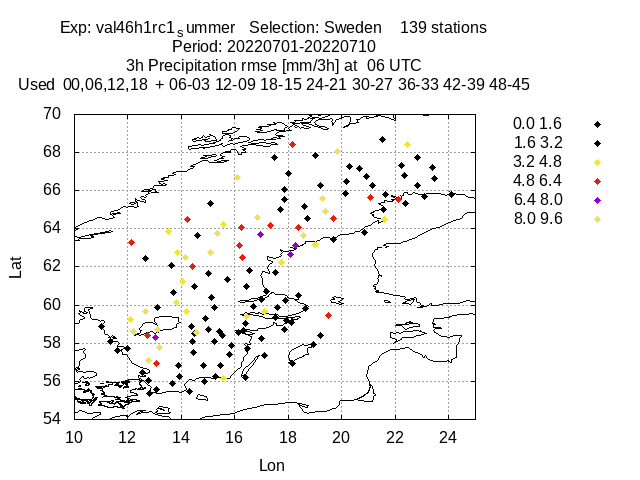 Exp: val46h1rc1summer Selection: Sweden 139 stations
Period: 20220701-20220710
3h Precipitation rmse [mm/3h] at 06 UTC
Used 00,06,12,18 + 06-03 12-09 18-15 24-21 30-27 36-33 42-39 48-45
0.0 1.6
1.6 3.2
3.2 4.8
4.8 6.4
6.4 8.0
8.0 9.6
Lat
70
68
66
64
62
60
58
56
54
10 12 14 16 18 20 22 24
Lon